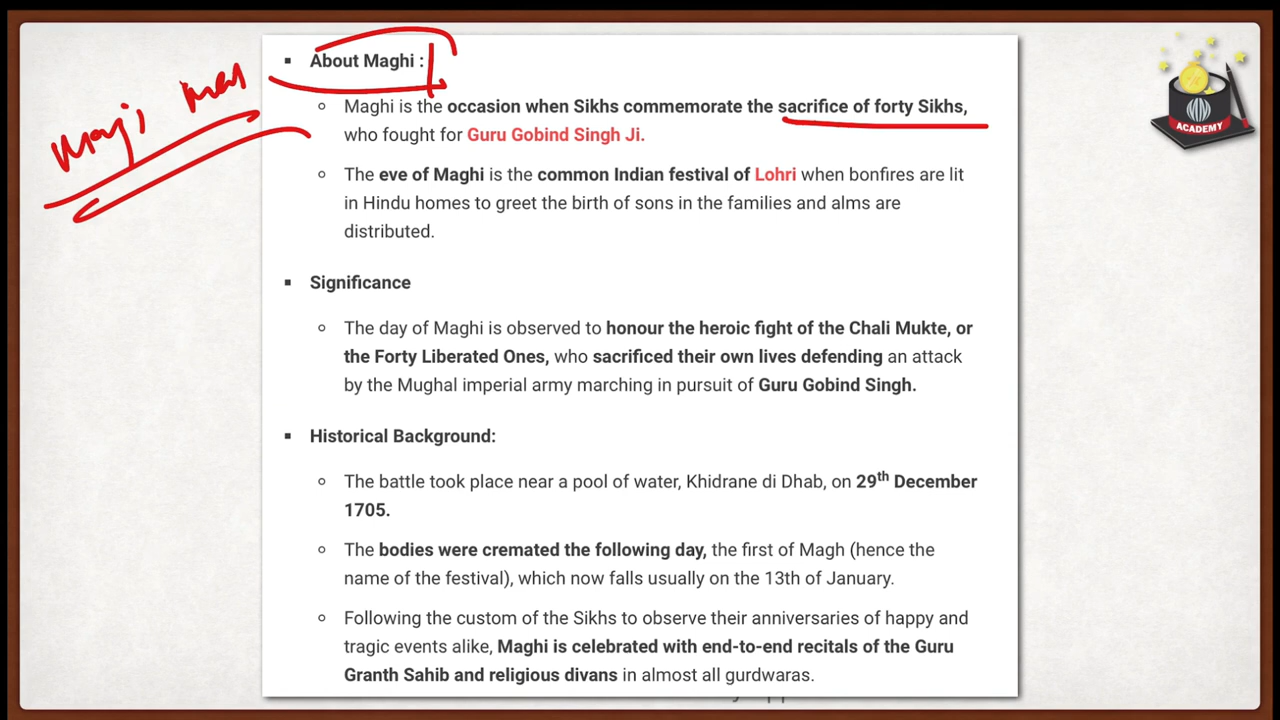 About Maghi :
Maghi is the occasion when Sikhs commemorate the sacrifice of forty Sikhs,
who fought for Guru Gobind Singh Ji.
The eve of Maghi is the common Indian festival of Lohri when bonfires are lit
in Hindu homes to greet the birth of sons in the families and alms are
distributed.
Significance
The day of Maghi is observed to honour the heroic fight of the Chali Mukte, or
the Forty Liberated Ones, who sacrificed their own lives defending an attack
by the Mughal imperial army marching in pursuit of Guru Gobind Singh.
Historical Background:
The battle took place near a pool of water, Khidrane di Dhab, on 29th December
1705.
The bodies were cremated the following day, the first of Magh (hence the
name of the festival), which now falls usually on the 13th of January.
Following the custom of the Sikhs to observe their anniversaries of happy and
tragic events alike, Maghi is celebrated with end-to-end recitals of the Guru
Granth Sahib and religious divans in almost all gurdwaras.
ACADEMY